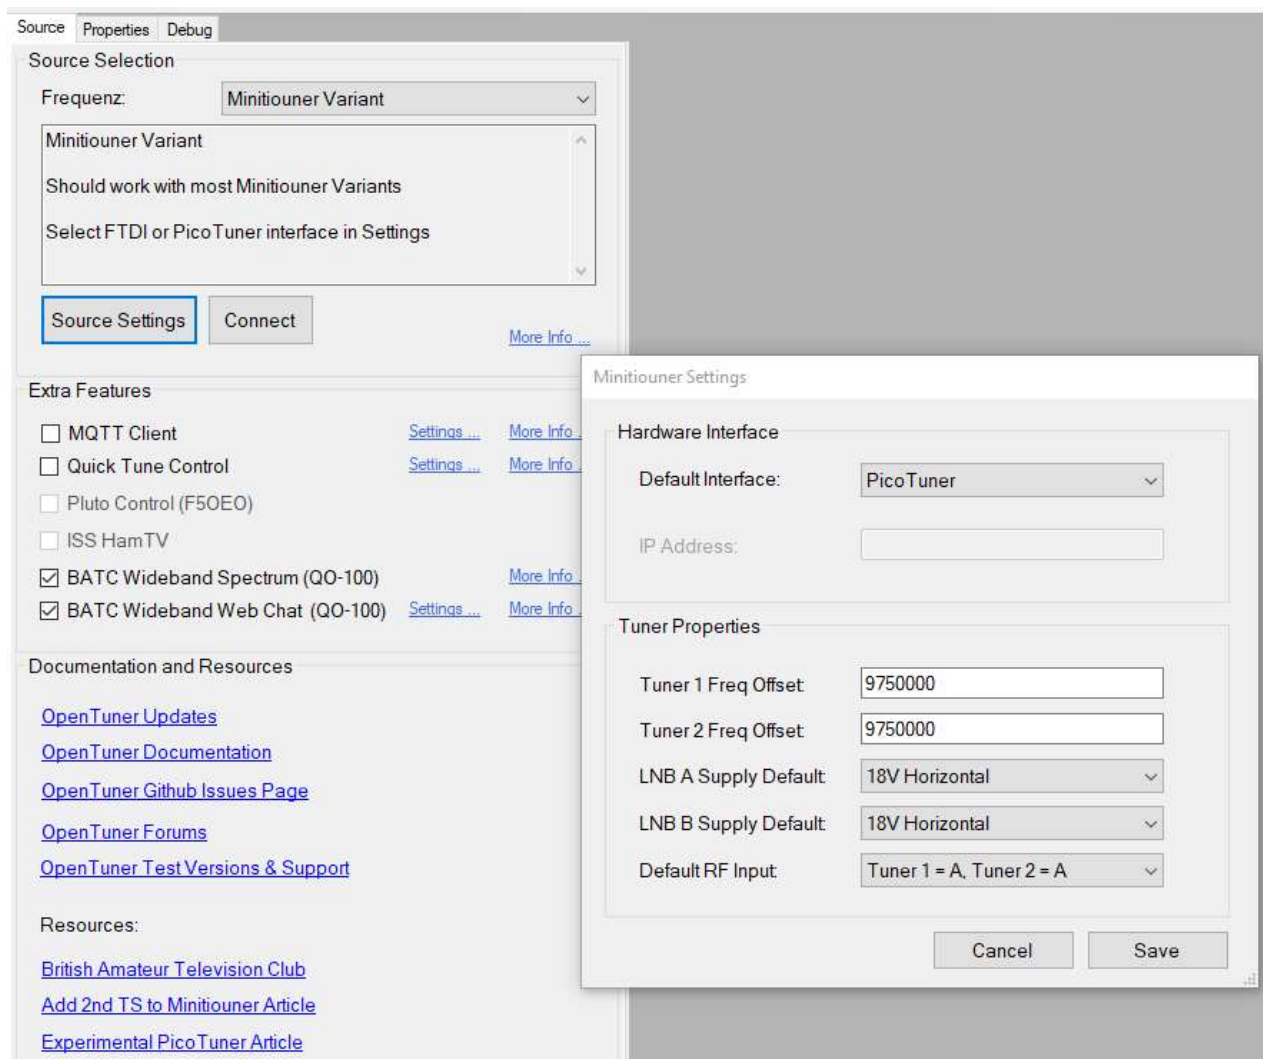 Source Properties Debug
Source Selection
Frequenz: Minitiouner Variant
Minitiouner Variant
Should work with most Minitiouner Variants
Select FTDI or PicoTuner interface in Settings
Source Settings Connect
More Info ...
Extra Features
MQTT Client Settings ... More Info .
Quick Tune Control Settings ... More Info .
Pluto Control (F5OEO)
ISS HamTV
BATC Wideband Spectrum (QO-100) More Info .
BATC Wideband Web Chat (QO-100) Settings ... More Info .
Documentation and Resources
OpenTuner Updates
OpenTuner Documentation
OpenTuner Github Issues Page
OpenTuner Forums
OpenTuner Test Versions & Support
Resources:
British Amateur Television Club
Add 2nd TS to Minitiouner Article
Experimental PicoTuner Article
Minitiouner Settings
Hardware Interface
Default Interface: PicoTuner
IP Address:
Tuner Properties
Tuner 1 Freq Offset: 9750000
Tuner 2 Freq Offset: 9750000
LNB A Supply Default: 18V Horizontal
LNB B Supply Default: 18V Horizontal
Default RF Input: Tuner 1 = A, Tuner 2 = A
Cancel Save